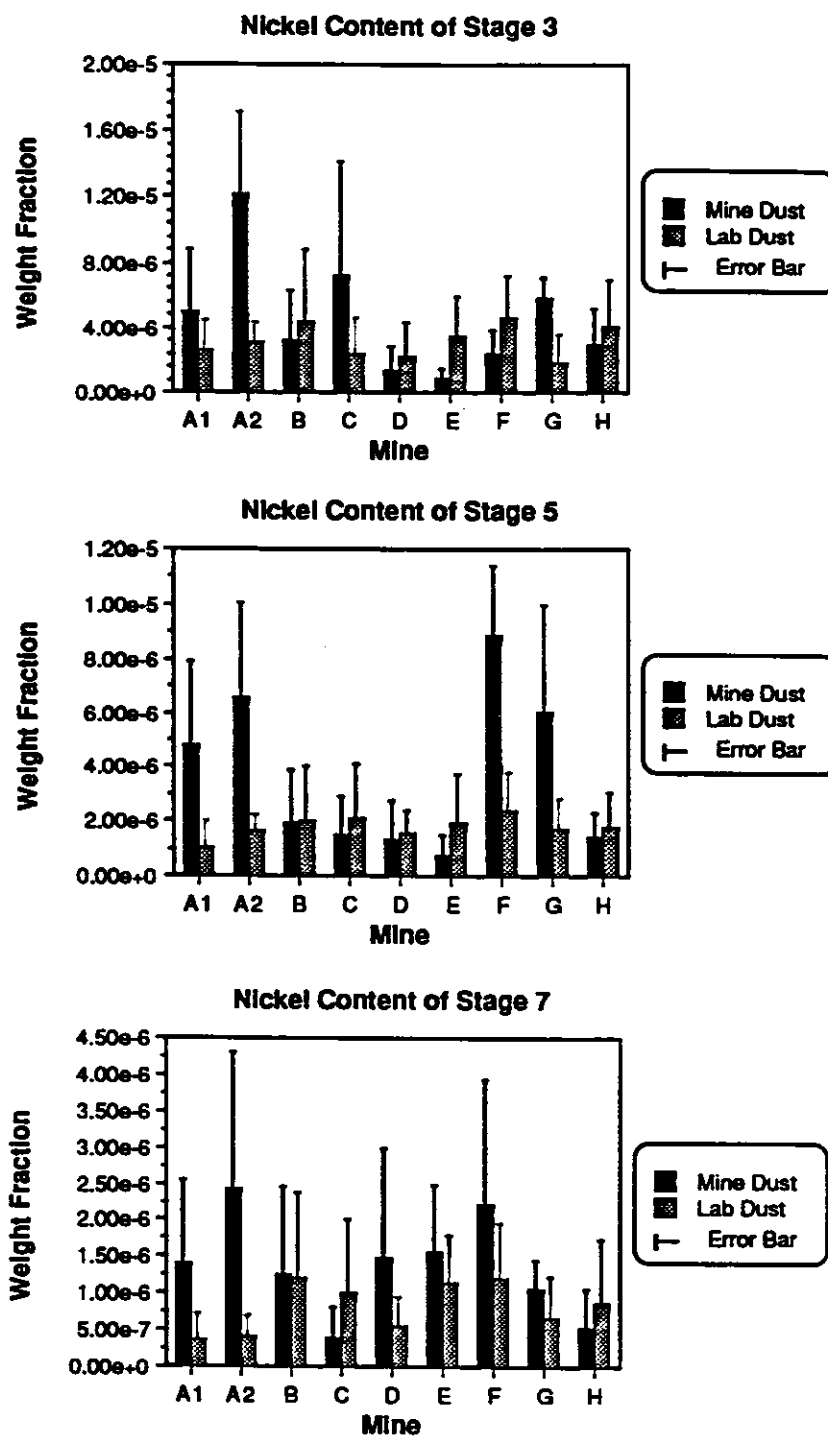 Nickel Content of Stage 3
2.00e-5
1.60e-5
1.20e-5
8.00e-6
4.00e-6
0.00e+0
Weight Fraction
A1 A2 B C D E F G H
Mine
Mine Dust
Lab Dust
Error Bar
Nickel Content of Stage 5
1.20e-5
1.00e-5
8.00e-6
6.00e-6
4.00e-6
2.00e-6
0.00e+0
Weight Fraction
A1 A2 B C D E F G H
Mine
Mine Dust
Lab Dust
Error Bar
Nickel Content of Stage 7
4.50e-6
4.00e-6
3.50e-6
3.00e-6
2.50e-6
2.00e-6
1.50e-6
1.00e-6
5.00e-7
0.00e+0
Weight Fraction
A1 A2 B C D E F G H
Mine
Mine Dust
Lab Dust
Error Bar